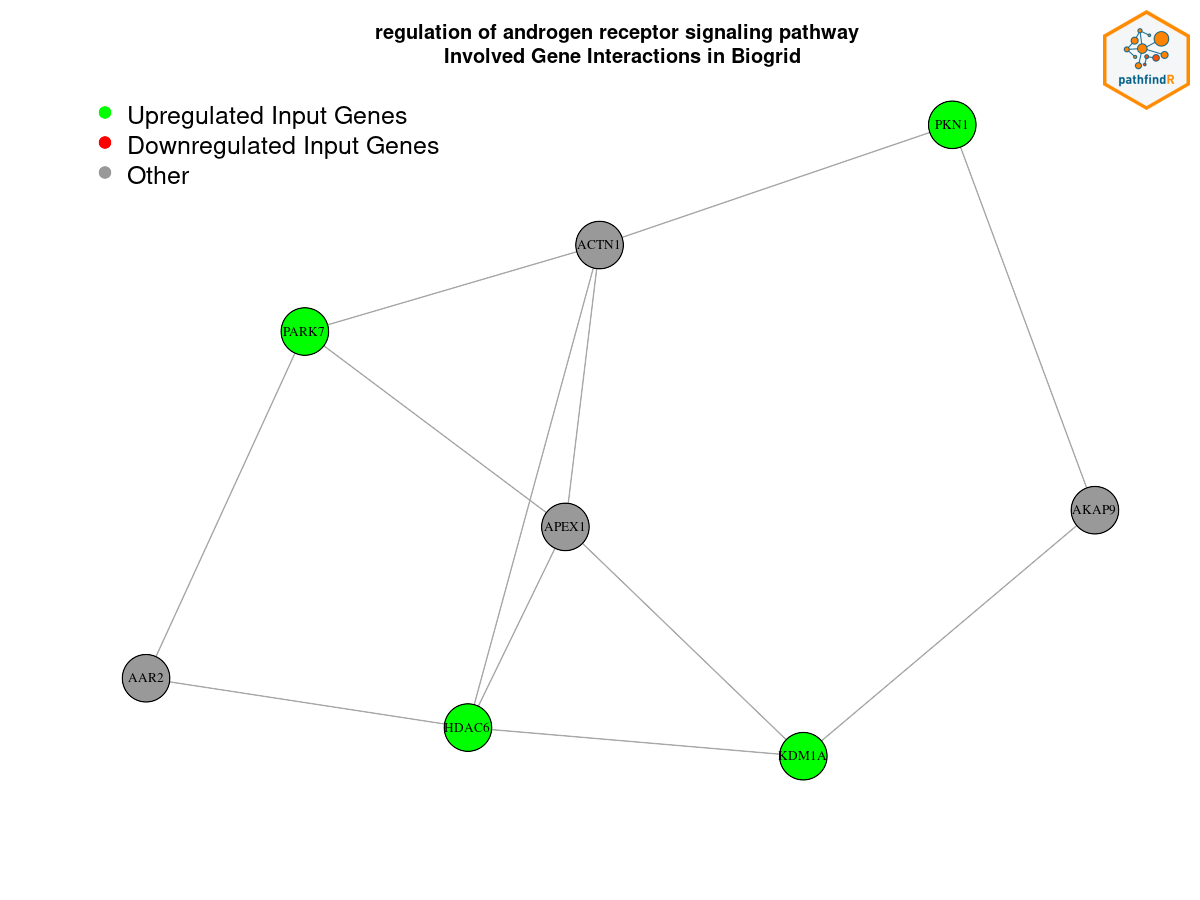 regulation of androgen receptor signaling pathway
Involved Gene Interactions in Biogrid
pathfindR
Upregulated Input Genes
Downregulated Input Genes
Other
PKN1
ACTN1
PARK7
AKAP9
APEX1
AAR2
HDAC6
KDM1A